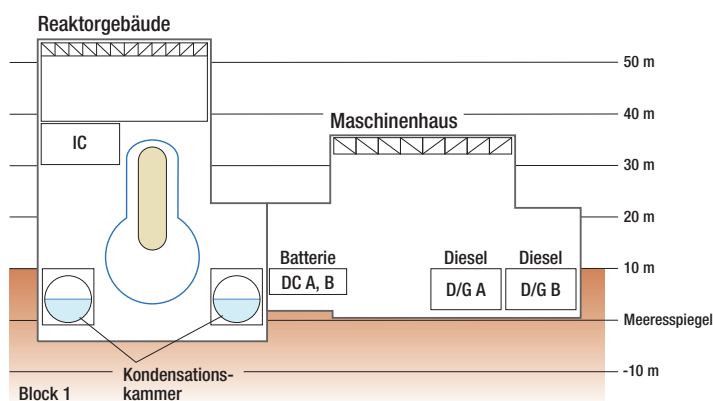 Reaktorgebäude
50 m
40 m
Maschinenhaus
IC
30 m
20 m
Batterie
Diesel
Diesel
10 m
DC A, B
D/G A
D/G B
Meeresspiegel
-10 m
Kondensations-
kammer
Block 1